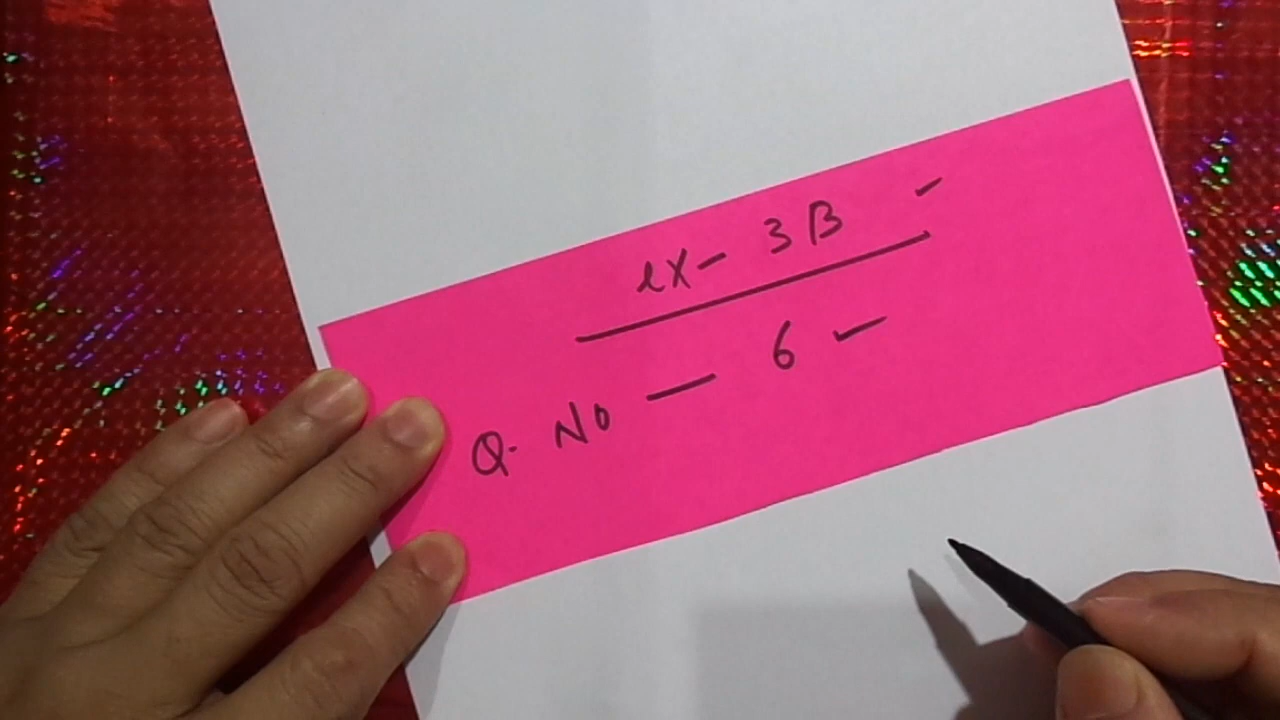 ex- 3B
Q. No — 6